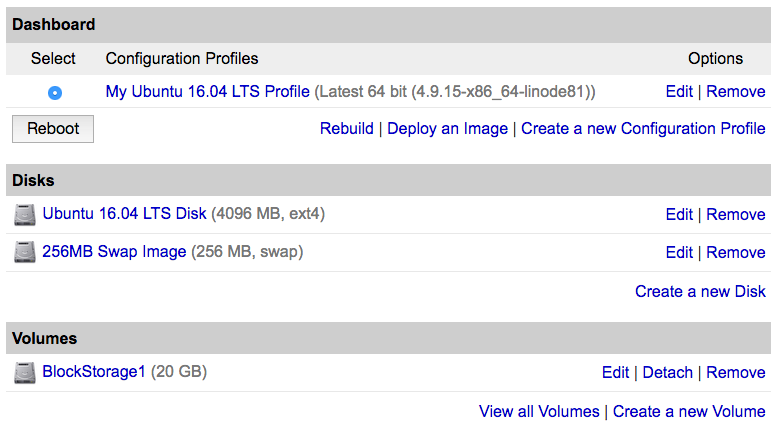 Dashboard
Select Configuration Profiles Options
My Ubuntu 16.04 LTS Profile (Latest 64 bit (4.9.15-x86_64-linode81)) Edit | Remove
Reboot Rebuild | Deploy an Image | Create a new Configuration Profile
Disks
Ubuntu 16.04 LTS Disk (4096 MB, ext4) Edit | Remove
256MB Swap Image (256 MB, swap) Edit | Remove
Create a new Disk
Volumes
BlockStorage1 (20 GB) Edit | Detach | Remove
View all Volumes | Create a new Volume